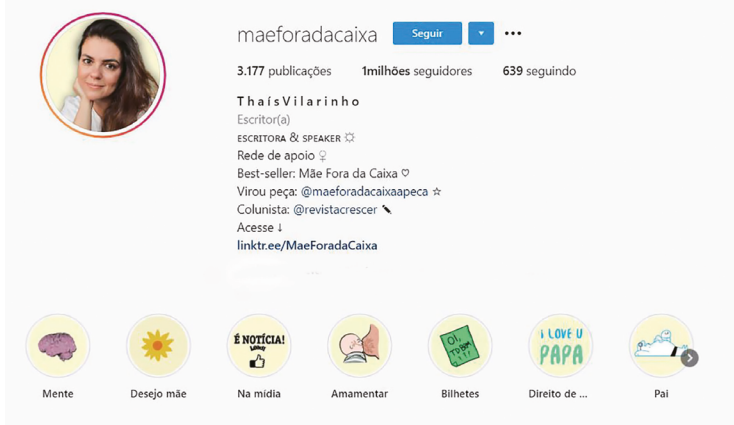 maeforadacaixa Seguir
3.177 publicações 1milhões seguidores 639 seguindo
ThaísVilarinho
Escritor(a)
ESCRITORA & SPEAKER
Rede de apoio ♀
Best-seller: Mãe Fora da Caixa ♡
Virou peça: @maeforadacaixaapeca ☆
Colunista: @revistacrescer ✎
Acesse ↓
linktr.ee/MaeForadaCaixa
É NOTÍCIA!
OI, TD BOM
I LOVE U
PAPA
Mente Desejo mãe Na mídia Amamentar Bilhetes Direito de ... Pai